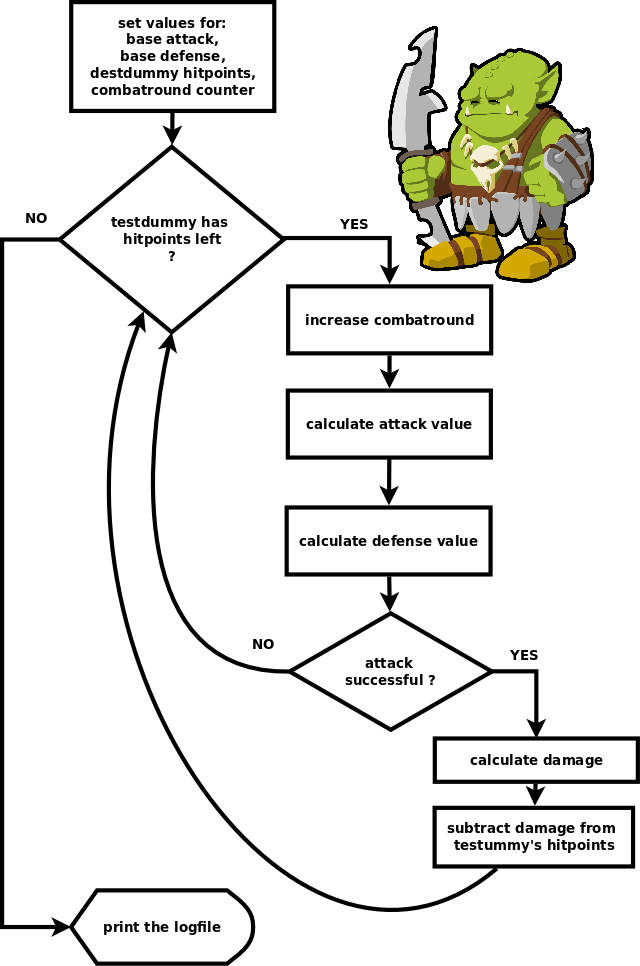 set values for:
base attack,
base defense,
destdummy hitpoints,
combatround counter
NO
testdummy has
hitpoints left
?
YES
increase combatround
calculate attack value
calculate defense value
NO
attack
successful ?
YES
calculate damage
subtract damage from
testummy's hitpoints
print the logfile